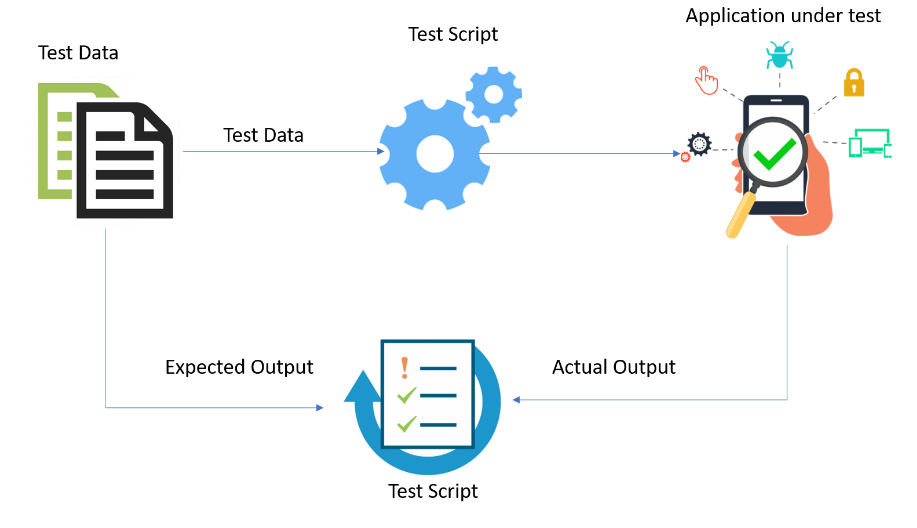 Application under test
Test Script
Test Data
Test Data
Expected Output
Actual Output
Test Script